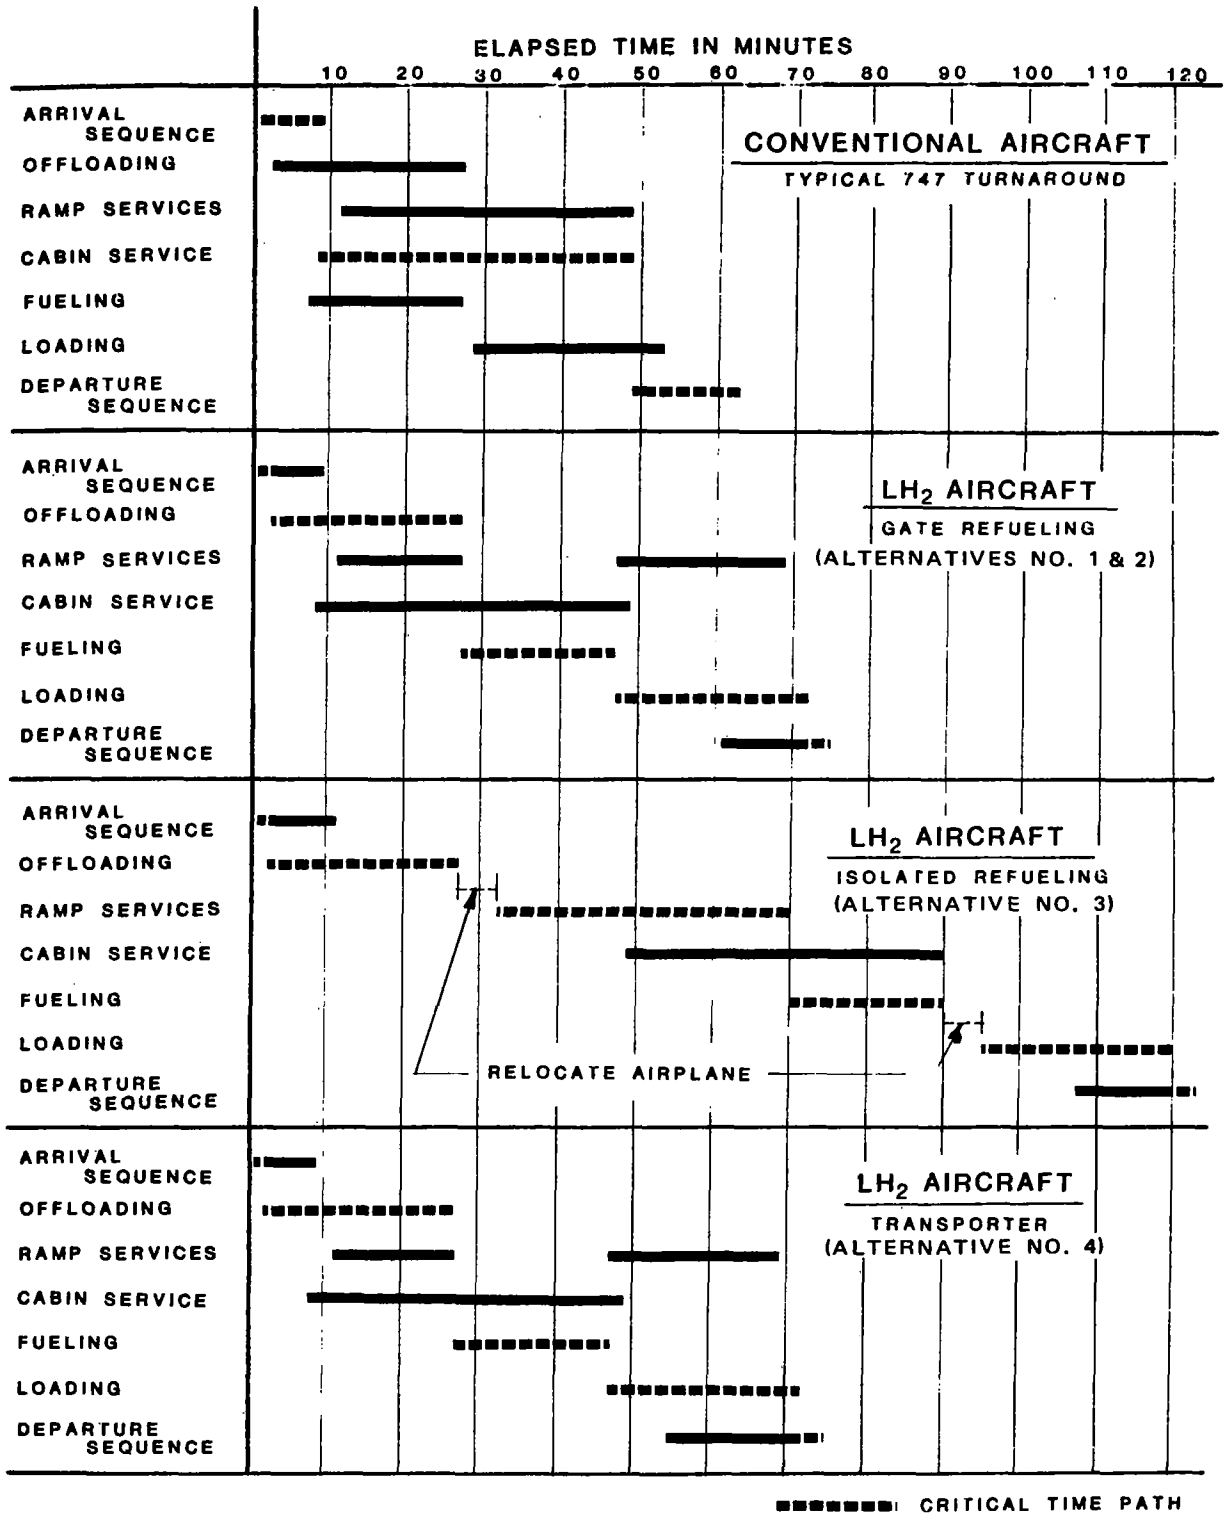 ELAPSED TIME IN MINUTES
10 20 30 40 50 60 70 80 90 100 110 120
ARRIVAL
SEQUENCE
OFFLOADING
RAMP SERVICES
CABIN SERVICE
FUELING
LOADING
DEPARTURE
SEQUENCE
CONVENTIONAL AIRCRAFT
TYPICAL 747 TURNAROUND
ARRIVAL
SEQUENCE
OFFLOADING
RAMP SERVICES
CABIN SERVICE
FUELING
LOADING
DEPARTURE
SEQUENCE
LH₂ AIRCRAFT
GATE REFUELING
(ALTERNATIVES NO. 1 & 2)
ARRIVAL
SEQUENCE
OFFLOADING
RAMP SERVICES
CABIN SERVICE
FUELING
LOADING
DEPARTURE
SEQUENCE
LH₂ AIRCRAFT
ISOLATED REFUELING
(ALTERNATIVE NO. 3)
RELOCATE AIRPLANE
ARRIVAL
SEQUENCE
OFFLOADING
RAMP SERVICES
CABIN SERVICE
FUELING
LOADING
DEPARTURE
SEQUENCE
LH₂ AIRCRAFT
TRANSPORTER
(ALTERNATIVE NO. 4)
CRITICAL TIME PATH